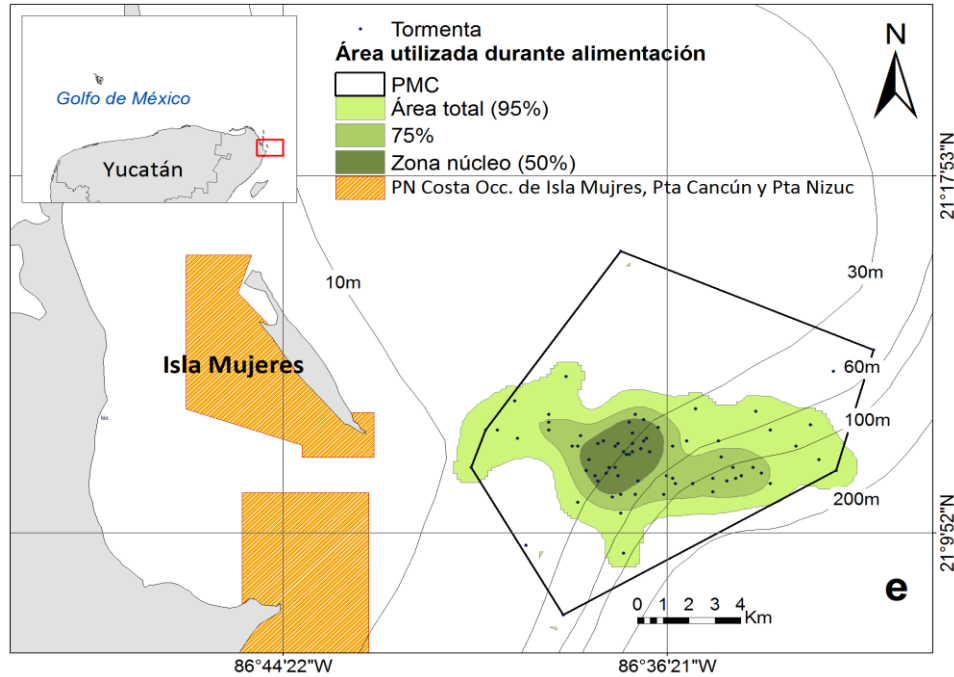 Tormenta
Área utilizada durante alimentación
PMC
Área total (95%)
75%
Zona núcleo (50%)
PN Costa Occ. de Isla Mujres, Pta Cancún y Pta Nizuc
N
Golfo de México
Yucatán
21°17'53"N
10m
30m
Isla Mujeres
60m
100m
200m
21°9'52"N
e
0 1 2 3 4
Km
86°44'22"W
86°36'21"W